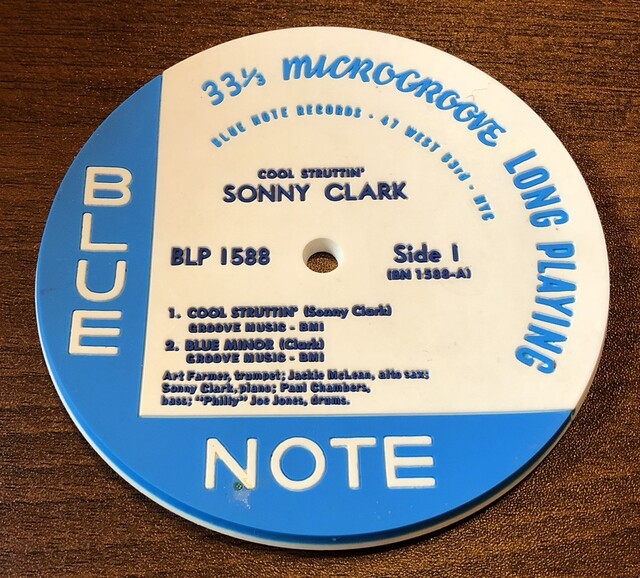 33⅓ MICROGROOVE LONG PLAYING
BLUE NOTE RECORDS · 47 WEST 63rd · NYC
COOL STRUTTIN'
SONNY CLARK
BLP 1588
Side 1
(BN 1588-A)
1. COOL STRUTTIN' (Sonny Clark)
GROOVE MUSIC - BMI
2. BLUE MINOR (Clark)
GROOVE MUSIC - BMI
Art Farmer, trumpet; Jackie McLean, alto sax;
Sonny Clark, piano; Paul Chambers,
bass; "Philly" Joe Jones, drums.
BLUE
NOTE